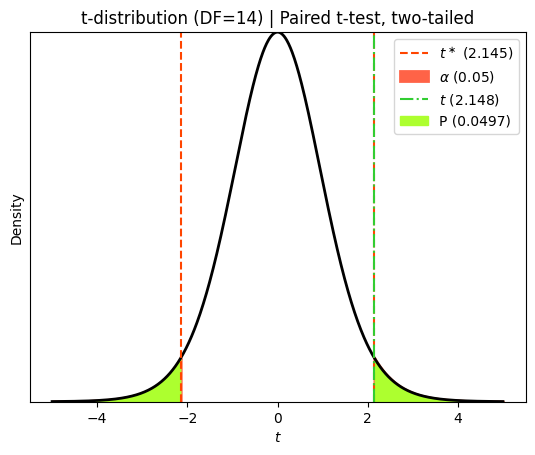 t-distribution (DF=14) | Paired t-test, two-tailed
t* (2.145)
α (0.05)
t (2.148)
P (0.0497)
Density
−4 −2 0 2 4
t